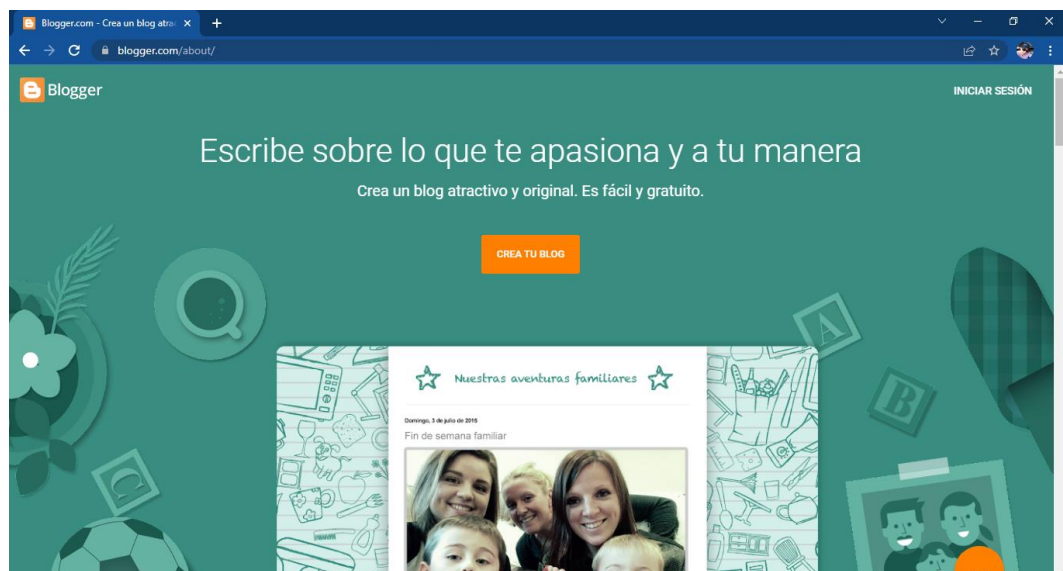 Blogger.com - Crea un blog atrac
blogger.com/about/
Blogger
INICIAR SESIÓN
Escribe sobre lo que te apasiona y a tu manera
Crea un blog atractivo y original. Es fácil y gratuito.
CREA TU BLOG
Nuestras aventuras familiares
Domingo, 3 de julio de 2016
Fin de semana familiar
A
B
C